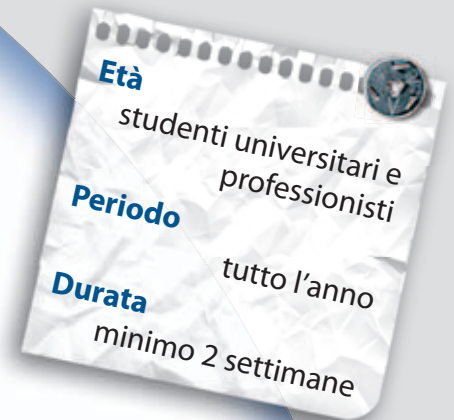 Età
studenti universitari e
professionisti
Periodo
tutto l'anno
Durata
minimo 2 settimane